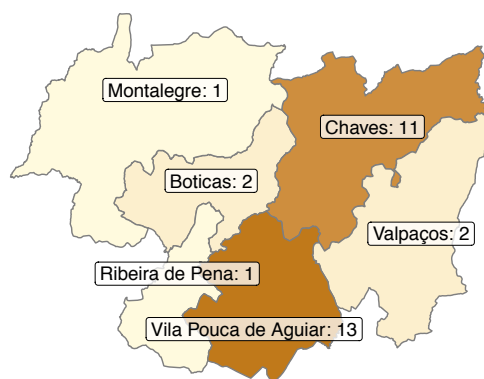 Montalegre: 1
Chaves: 11
Boticas: 2
Valpaços: 2
Ribeira de Pena: 1
Vila Pouca de Aguiar: 13